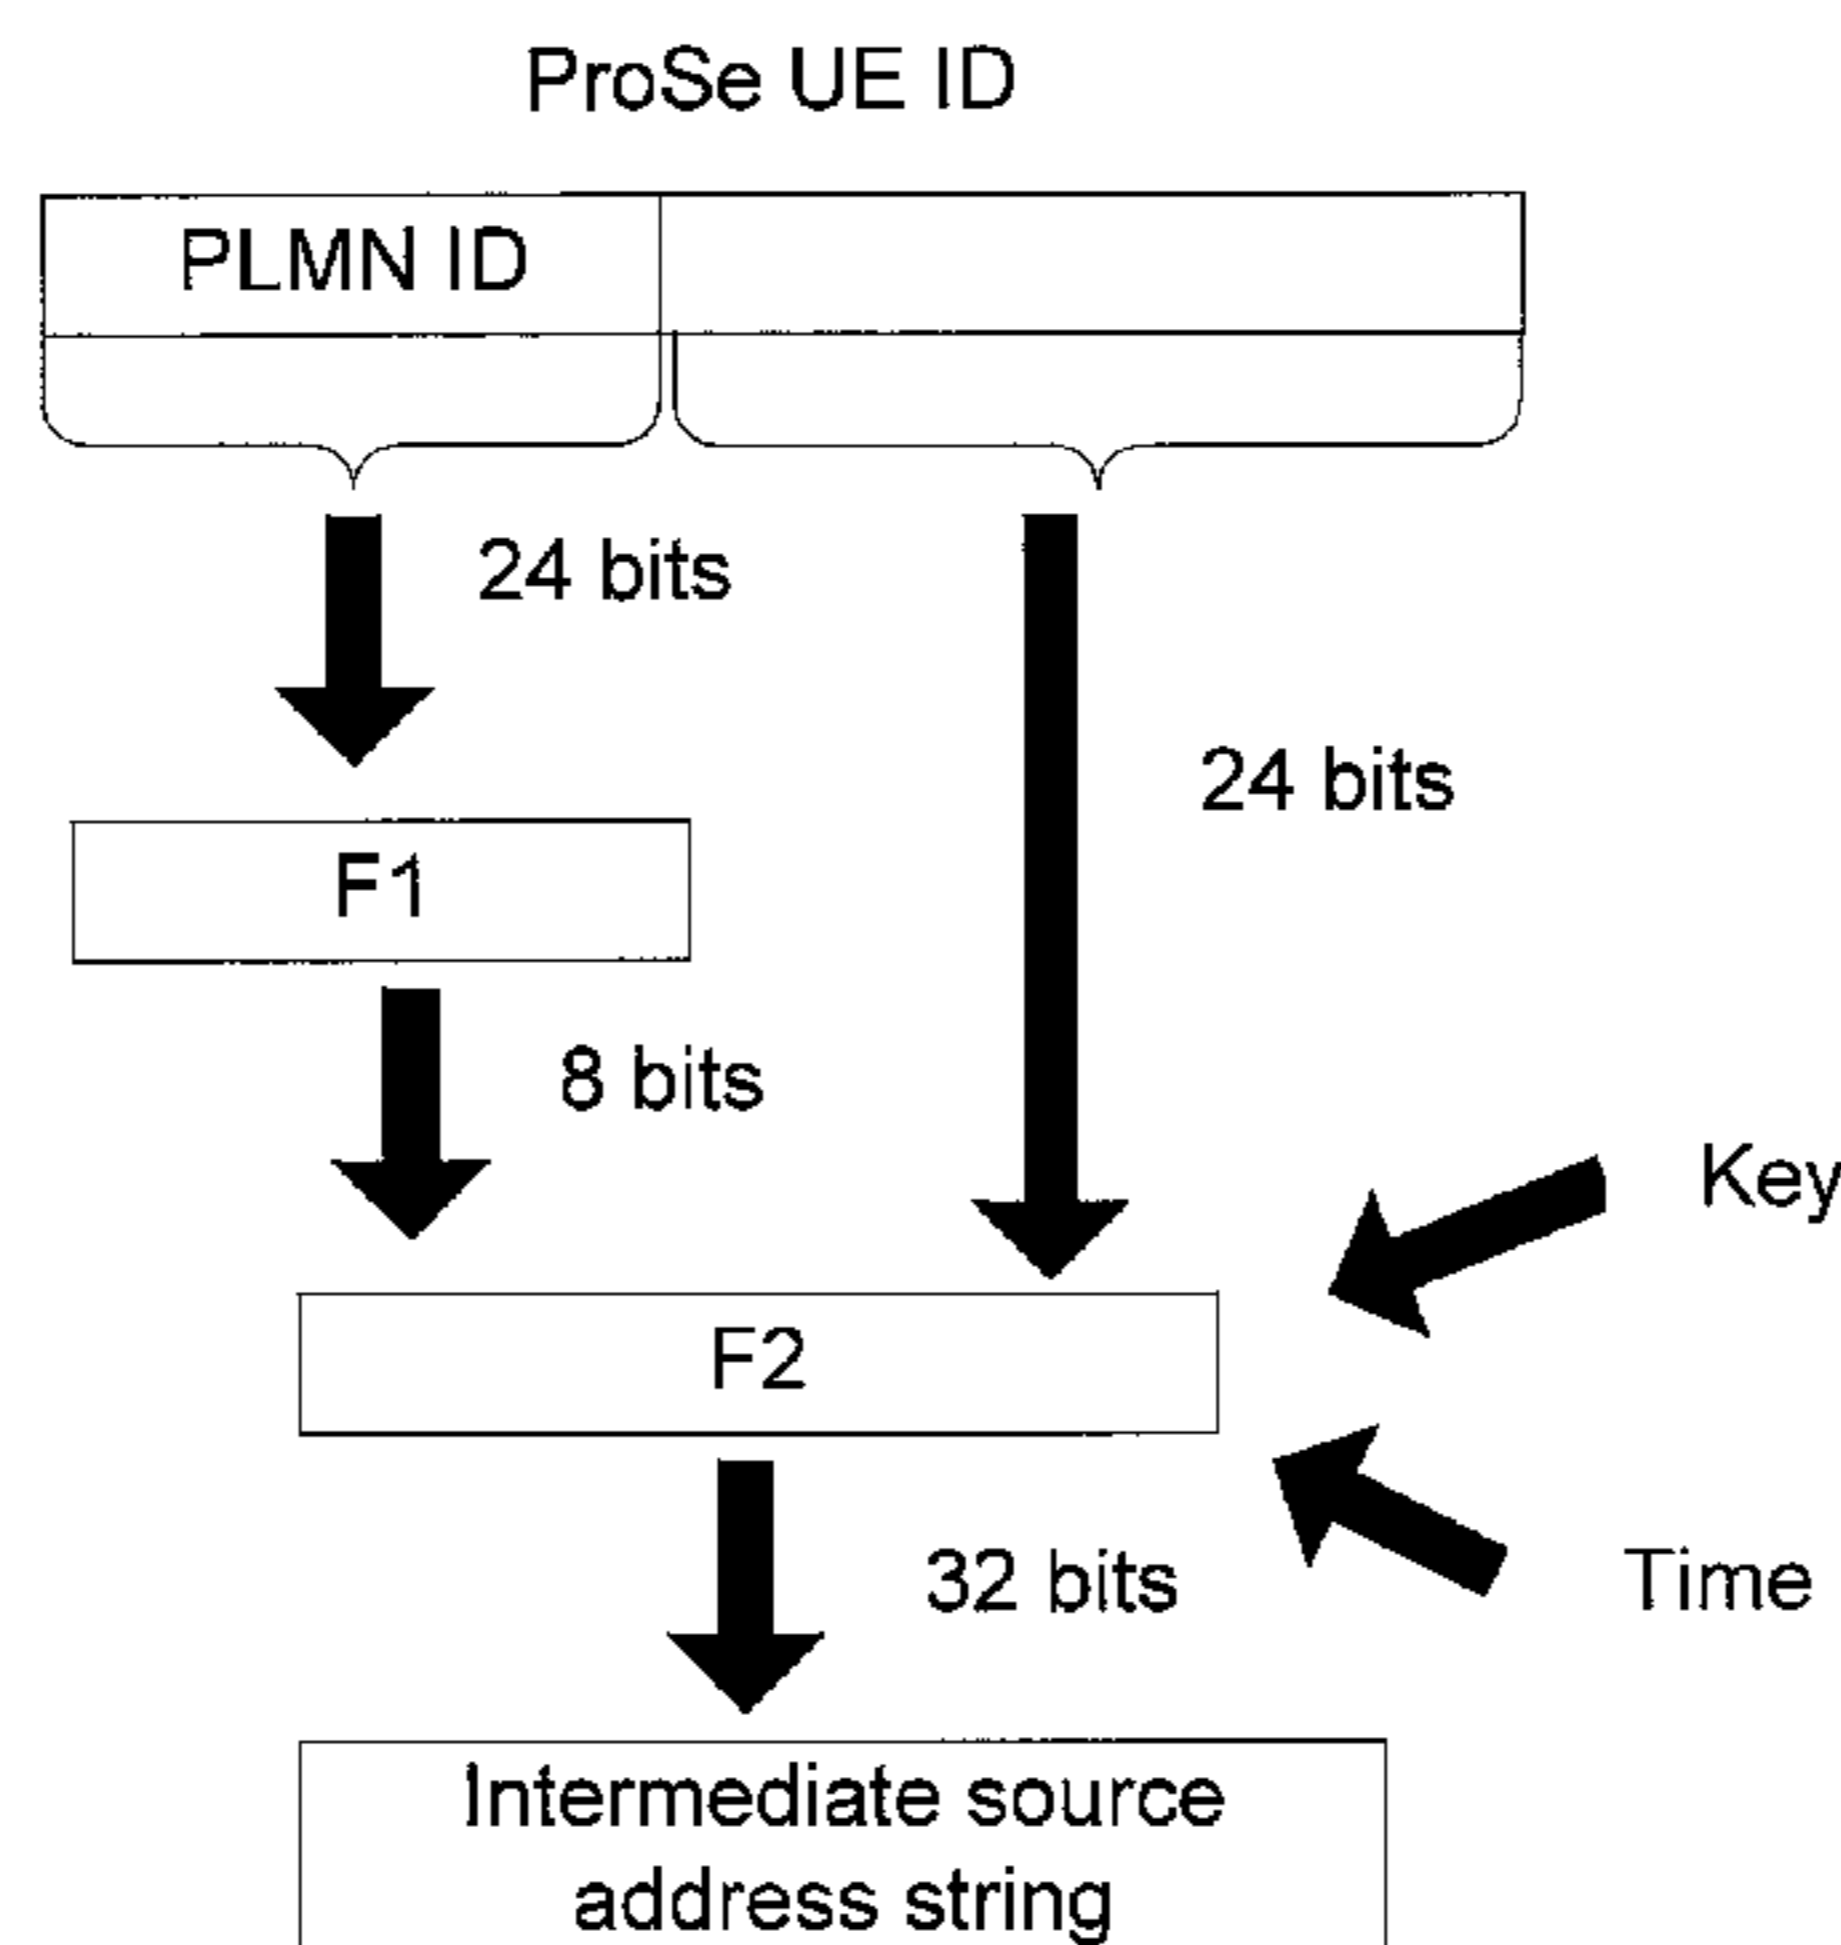 ProSe UE ID
PLMN ID
24 bits
24 bits
F1
8 bits
Key
F2
Time
32 bits
Intermediate source
address string